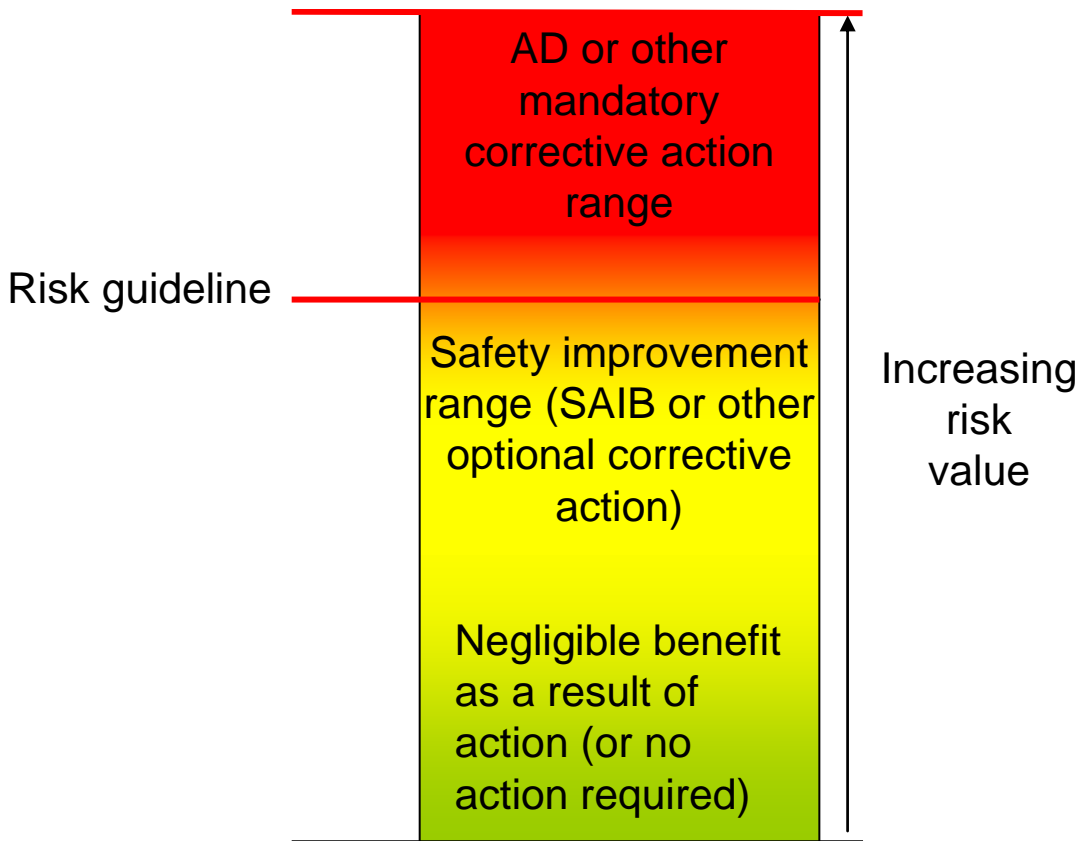 AD or other
mandatory
corrective action
range
Risk guideline
Safety improvement
range (SAIB or other
optional corrective
action)
Increasing
risk
value
Negligible benefit
as a result of
action (or no
action required)